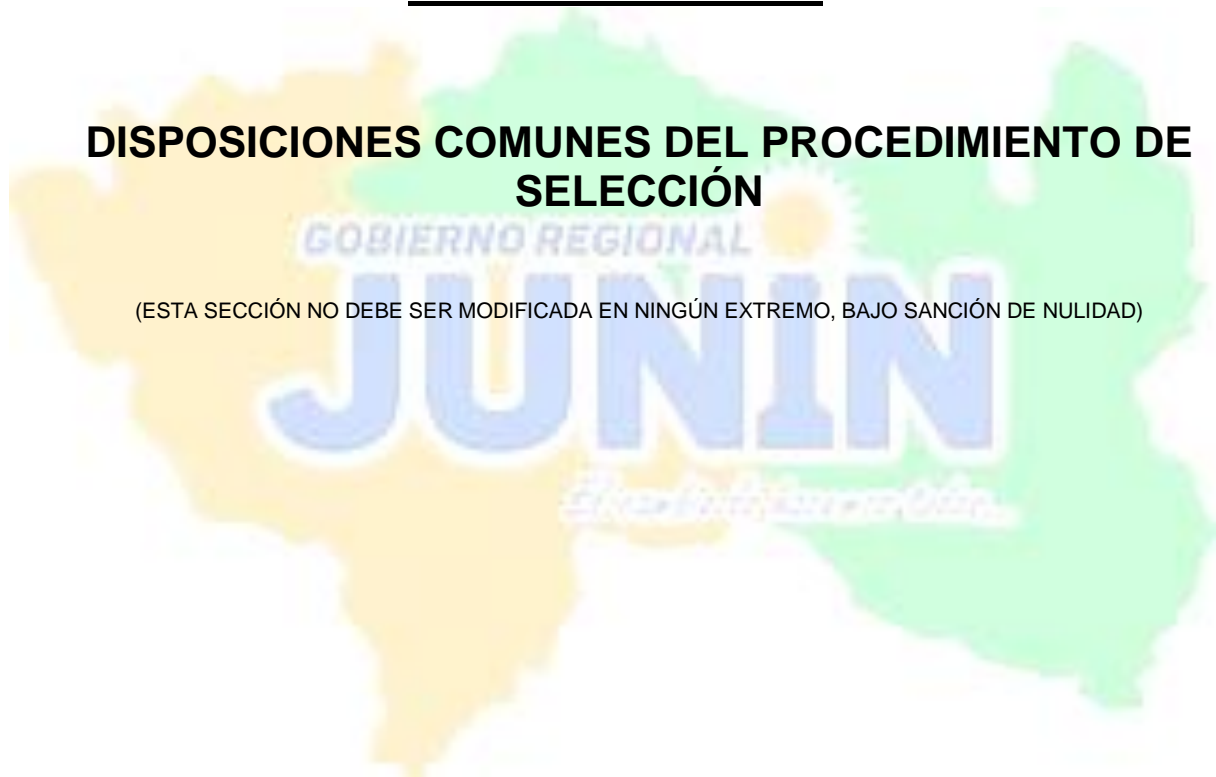 DISPOSICIONES COMUNES DEL PROCEDIMIENTO DE
SELECCIÓN
GOBIERNO REGIONAL
(ESTA SECCIÓN NO DEBE SER MODIFICADA EN NINGÚN EXTREMO, BAJO SANCIÓN DE NULIDAD)
JUNIN